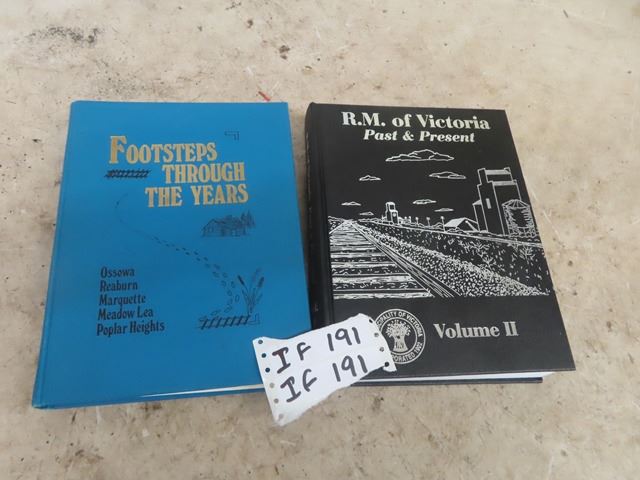 FOOTSTEPS
THROUGH
THE YEARS
Ossowa
Reaburn
Marquette
Meadow Lea
Poplar Heights
R.M. of Victoria
Past & Present
Volume II
IF 191
IF 191